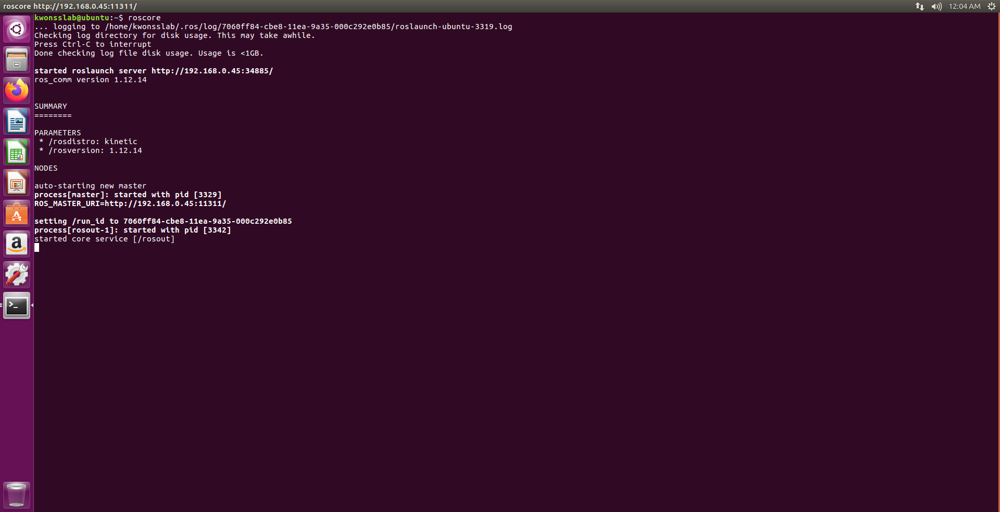 roscore http://192.168.0.45:11311/
12:04 AM
kwonsslab@ubuntu:~$ roscore
... logging to /home/kwonsslab/.ros/log/7060ff84-cbe8-11ea-9a35-000c292e0b85/roslaunch-ubuntu-3319.log
Checking log directory for disk usage. This may take awhile.
Press Ctrl-C to interrupt
Done checking log file disk usage. Usage is <1GB.
started roslaunch server http://192.168.0.45:34885/
ros_comm version 1.12.14
SUMMARY
========
PARAMETERS
 * /rosdistro: kinetic
 * /rosversion: 1.12.14
NODES
auto-starting new master
process[master]: started with pid [3329]
ROS_MASTER_URI=http://192.168.0.45:11311/
setting /run_id to 7060ff84-cbe8-11ea-9a35-000c292e0b85
process[rosout-1]: started with pid [3342]
started core service [/rosout]